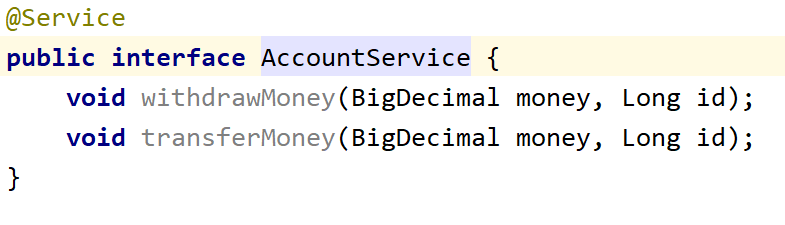 @Service
public interface AccountService {
    void withdrawMoney(BigDecimal money, Long id);
    void transferMoney(BigDecimal money, Long id);
}